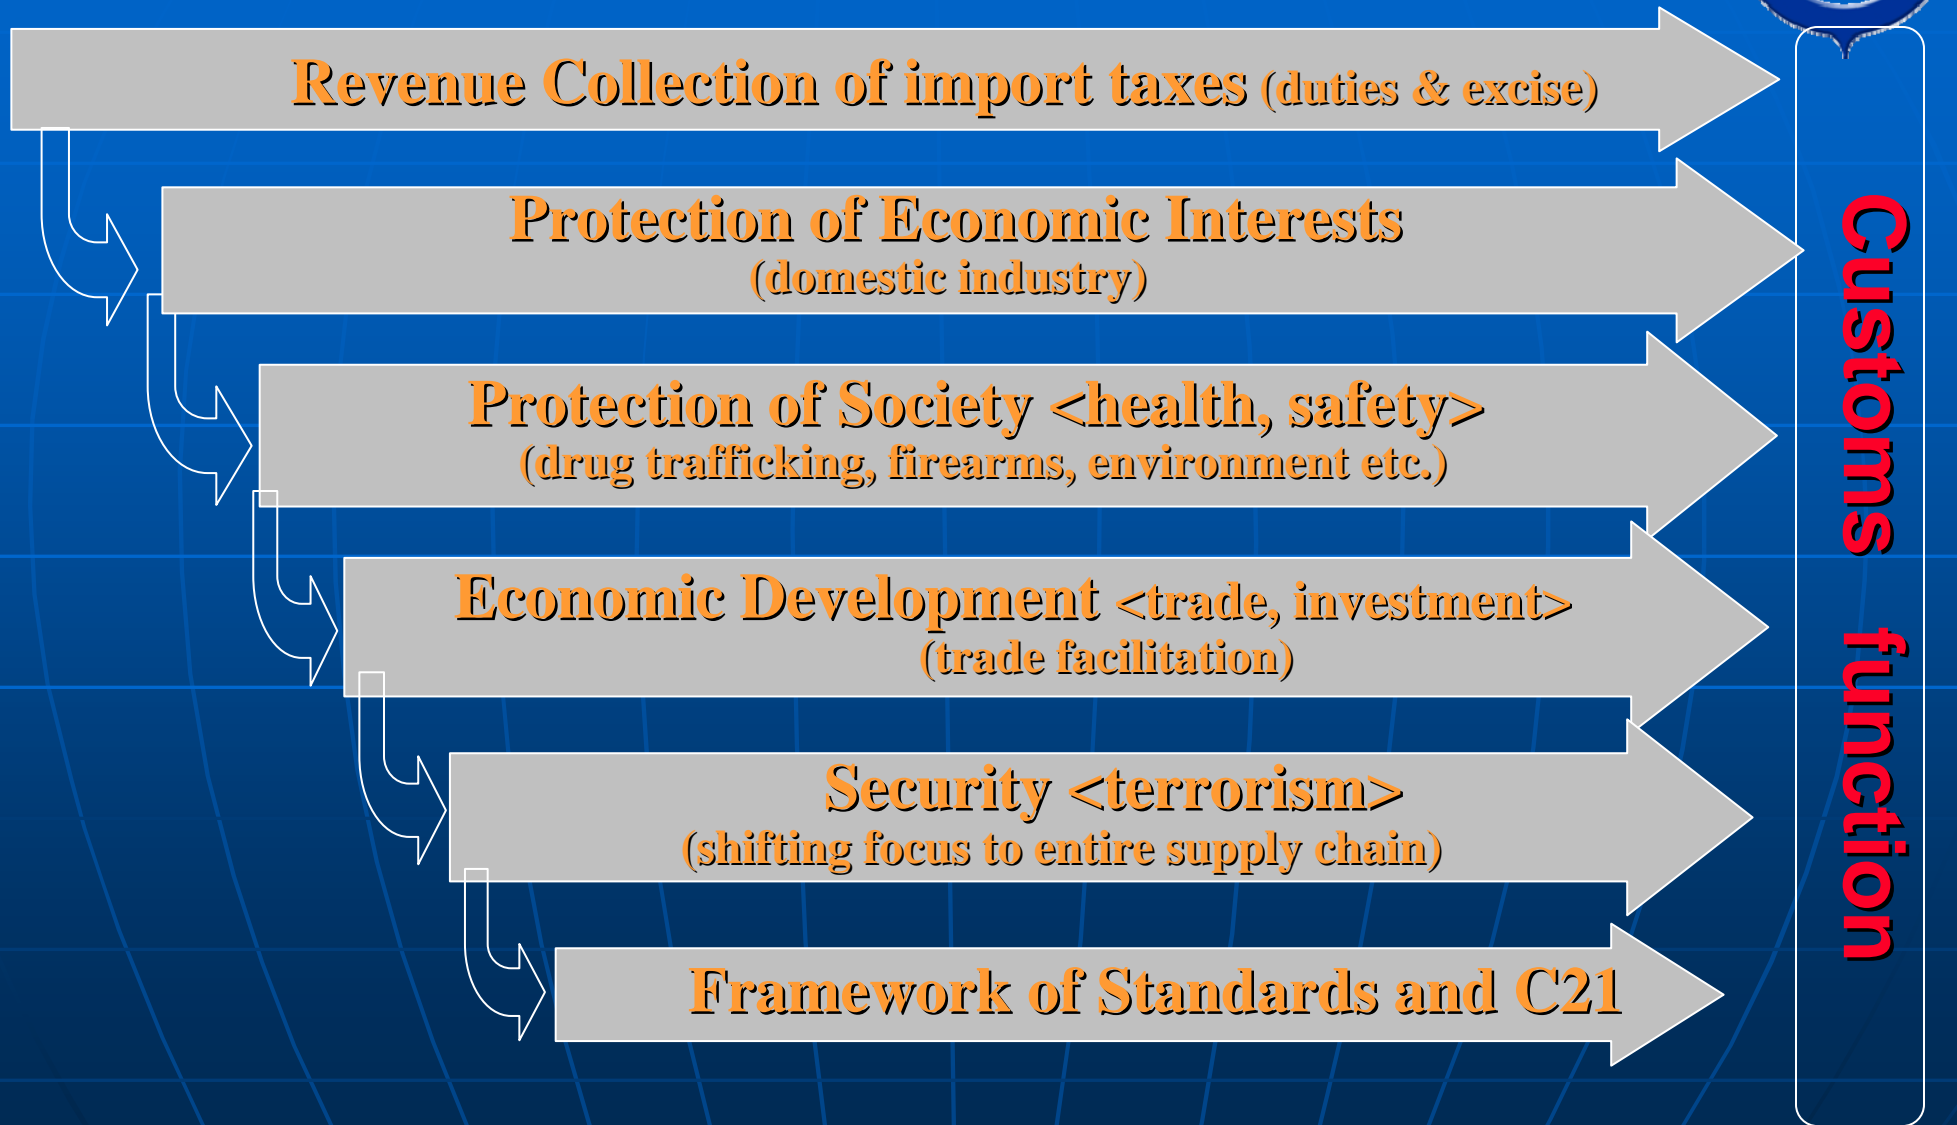 Revenue Collection of import taxes (duties & excise)
Protection of Economic Interests
(domestic industry)
Protection of Society <health, safety>
(drug trafficking, firearms, environment etc.)
Economic Development <trade, investment>
(trade facilitation)
Security <terrorism>
(shifting focus to entire supply chain)
Framework of Standards and C21
Customs function